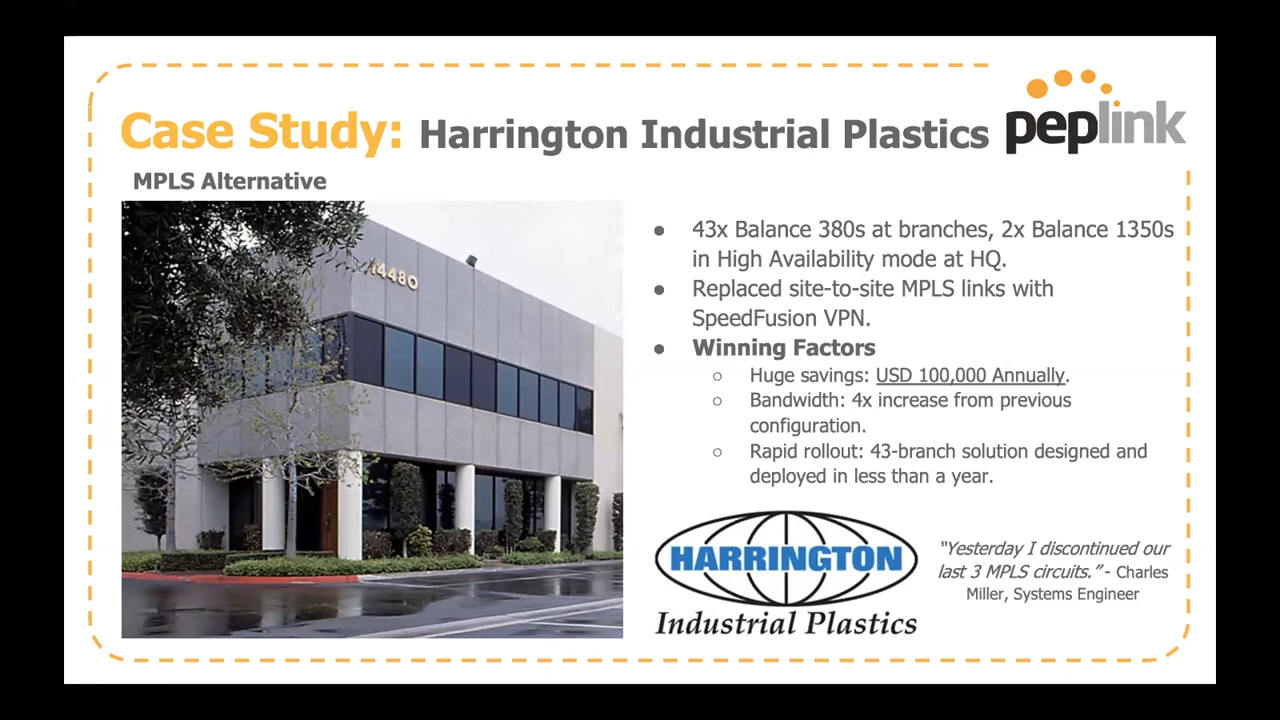 Case Study: Harrington Industrial Plastics
peplink
MPLS Alternative
14480
● 43x Balance 380s at branches, 2x Balance 1350s
in High Availability mode at HQ.
● Replaced site-to-site MPLS links with
SpeedFusion VPN.
● Winning Factors
○ Huge savings: USD 100,000 Annually.
○ Bandwidth: 4x increase from previous
configuration.
○ Rapid rollout: 43-branch solution designed and
deployed in less than a year.
HARRINGTON
Industrial Plastics
“Yesterday I discontinued our
last 3 MPLS circuits.” - Charles
Miller, Systems Engineer